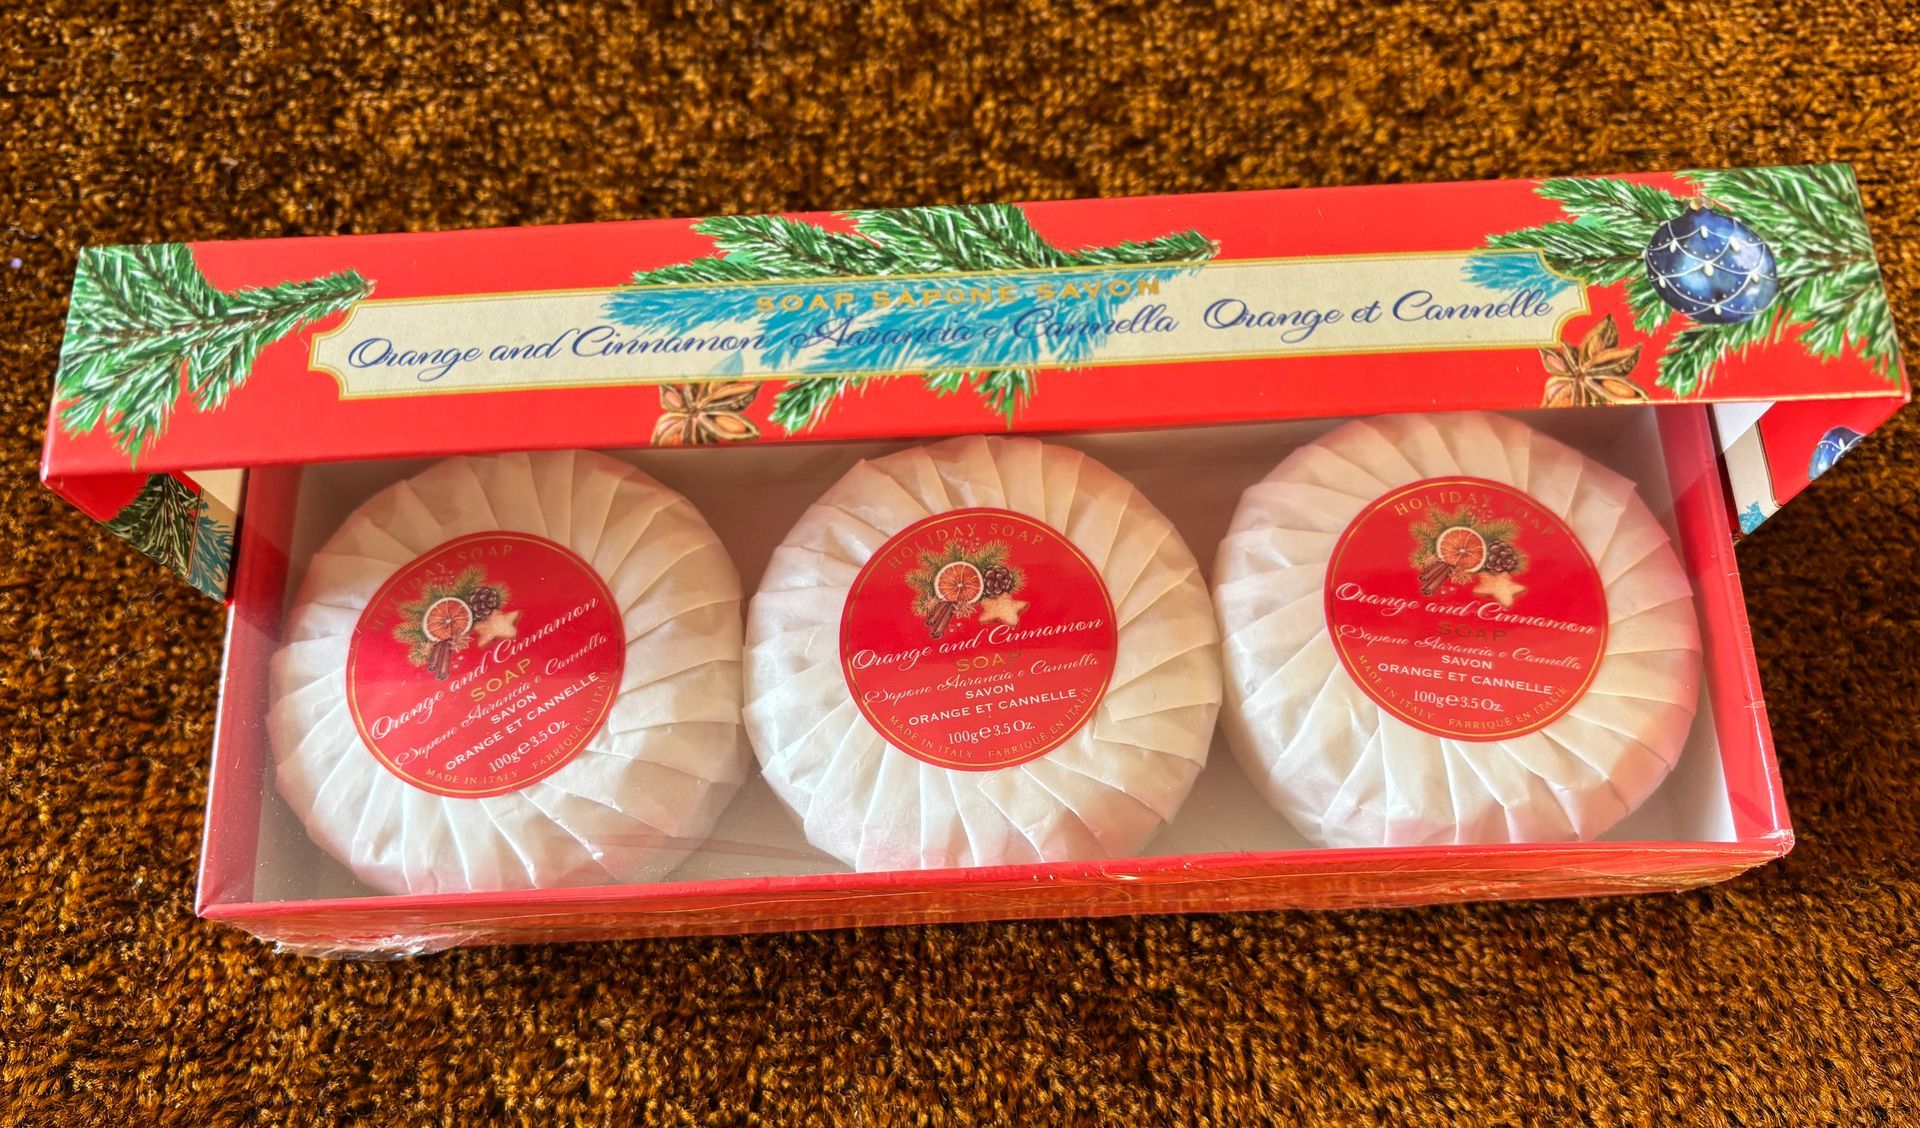 SOAP SAPONE SAVON
Orange and Cinnamon Aarancia e Cannella Orange et Cannelle
HOLIDAY SOAP
Orange and Cinnamon
SOAP
Sapone Aarancia e Cannella
SAVON
ORANGE ET CANNELLE
100g e 3.5 Oz.
MADE IN ITALY FABRIQUÉ EN ITALIE
HOLIDAY SOAP
Orange and Cinnamon
SOAP
Sapone Aarancia e Cannella
SAVON
ORANGE ET CANNELLE
100g e 3.5 Oz.
MADE IN ITALY FABRIQUÉ EN ITALIE
HOLIDAY SOAP
Orange and Cinnamon
SOAP
Sapone Aarancia e Cannella
SAVON
ORANGE ET CANNELLE
100g e 3.5 Oz.
MADE IN ITALY FABRIQUÉ EN ITALIE